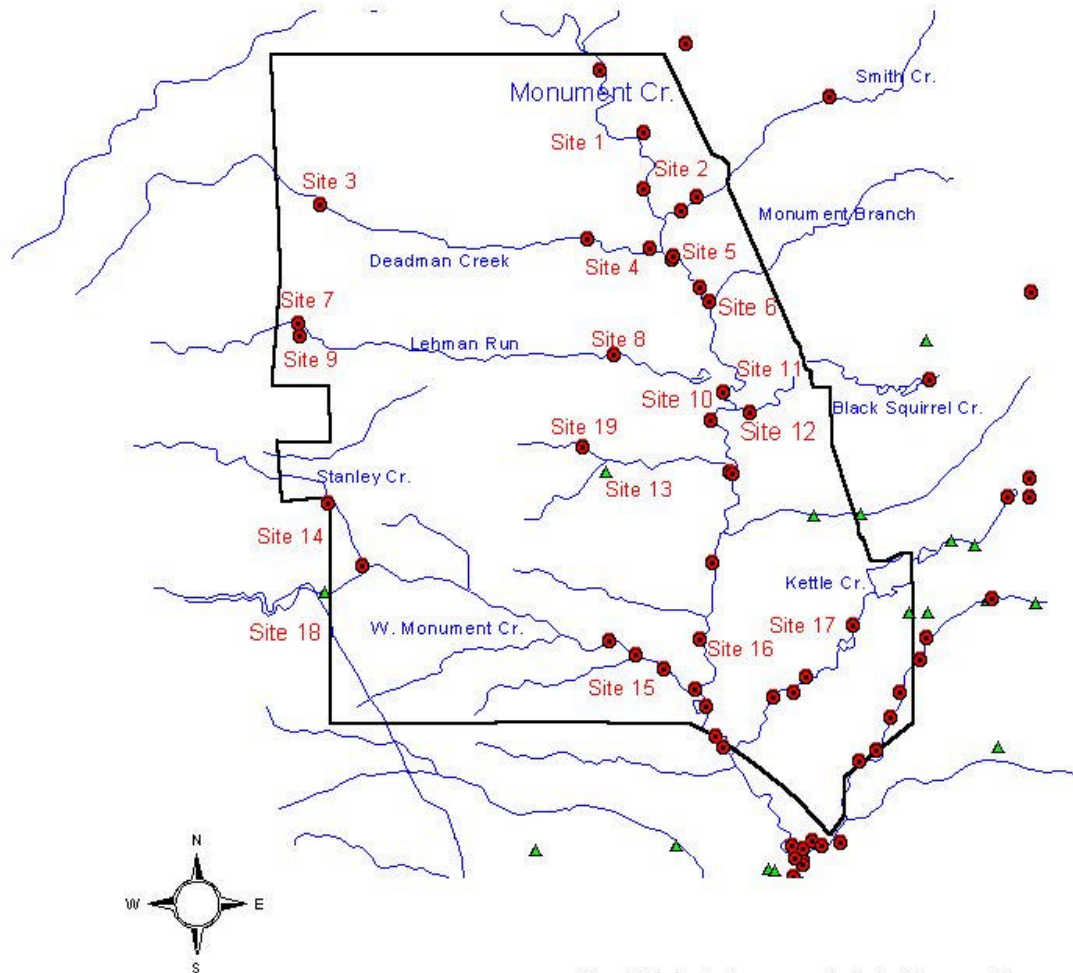 Smith Cr.
Monument Cr.
Site 1
Site 2
Site 3
Monument Branch
Site 5
Site 4
Deadman Creek
Site 6
Site 7
Site 8
Lehman Run
Site 9
Site 11
Site 10
Black Squirrel Cr.
Site 12
Site 19
Stanley Cr.
Site 13
Site 14
Kettle Cr.
W. Monument Cr.
Site 17
Site 18
Site 16
Site 15
N
W E
S